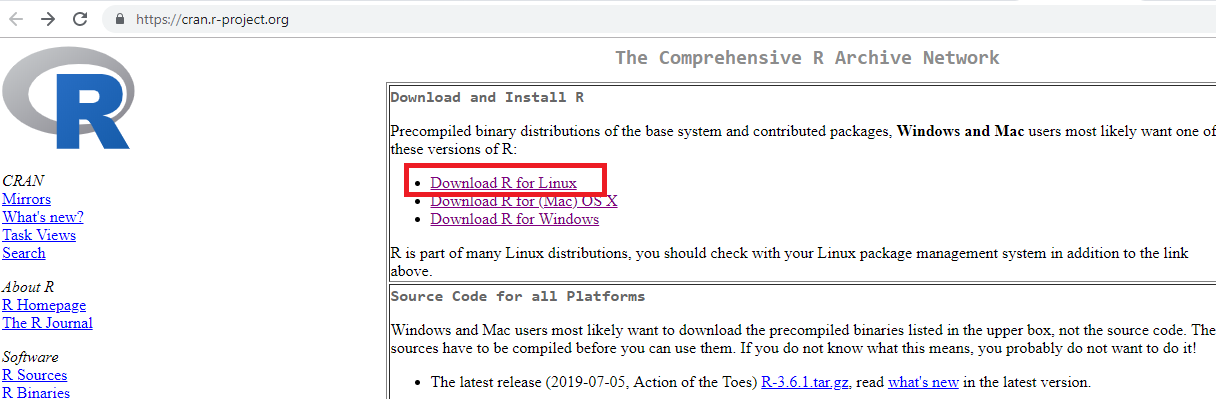 https://cran.r-project.org
R
CRAN
Mirrors
What's new?
Task Views
Search
About R
R Homepage
The R Journal
Software
R Sources
R Binaries
The Comprehensive R Archive Network
Download and Install R
Precompiled binary distributions of the base system and contributed packages, Windows and Mac users most likely want one of
these versions of R:
• Download R for Linux
• Download R for (Mac) OS X
• Download R for Windows
R is part of many Linux distributions, you should check with your Linux package management system in addition to the link
above.
Source Code for all Platforms
Windows and Mac users most likely want to download the precompiled binaries listed in the upper box, not the source code. The
sources have to be compiled before you can use them. If you do not know what this means, you probably do not want to do it!
• The latest release (2019-07-05, Action of the Toes) R-3.6.1.tar.gz, read what's new in the latest version.